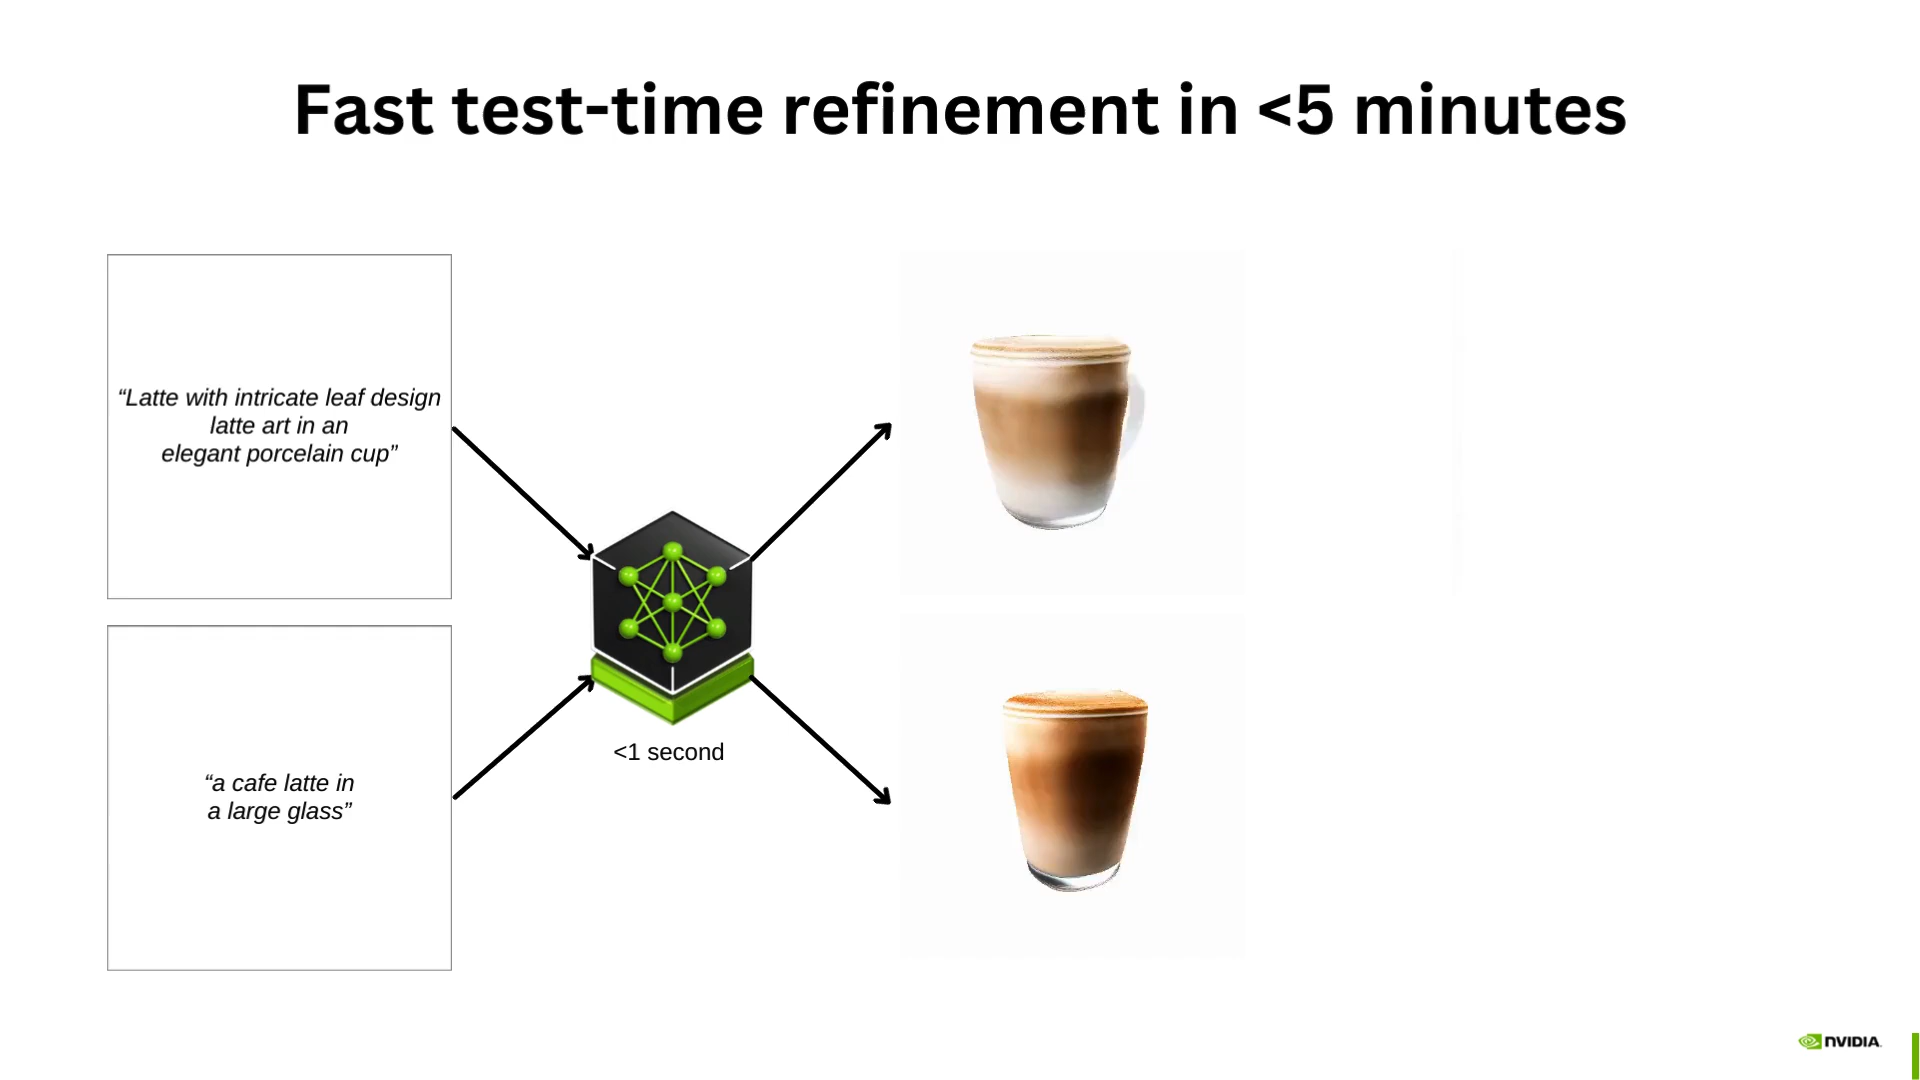 Fast test-time refinement in <5 minutes
“Latte with intricate leaf design
latte art in an
elegant porcelain cup”
<1 second
“a cafe latte in
a large glass”
NVIDIA